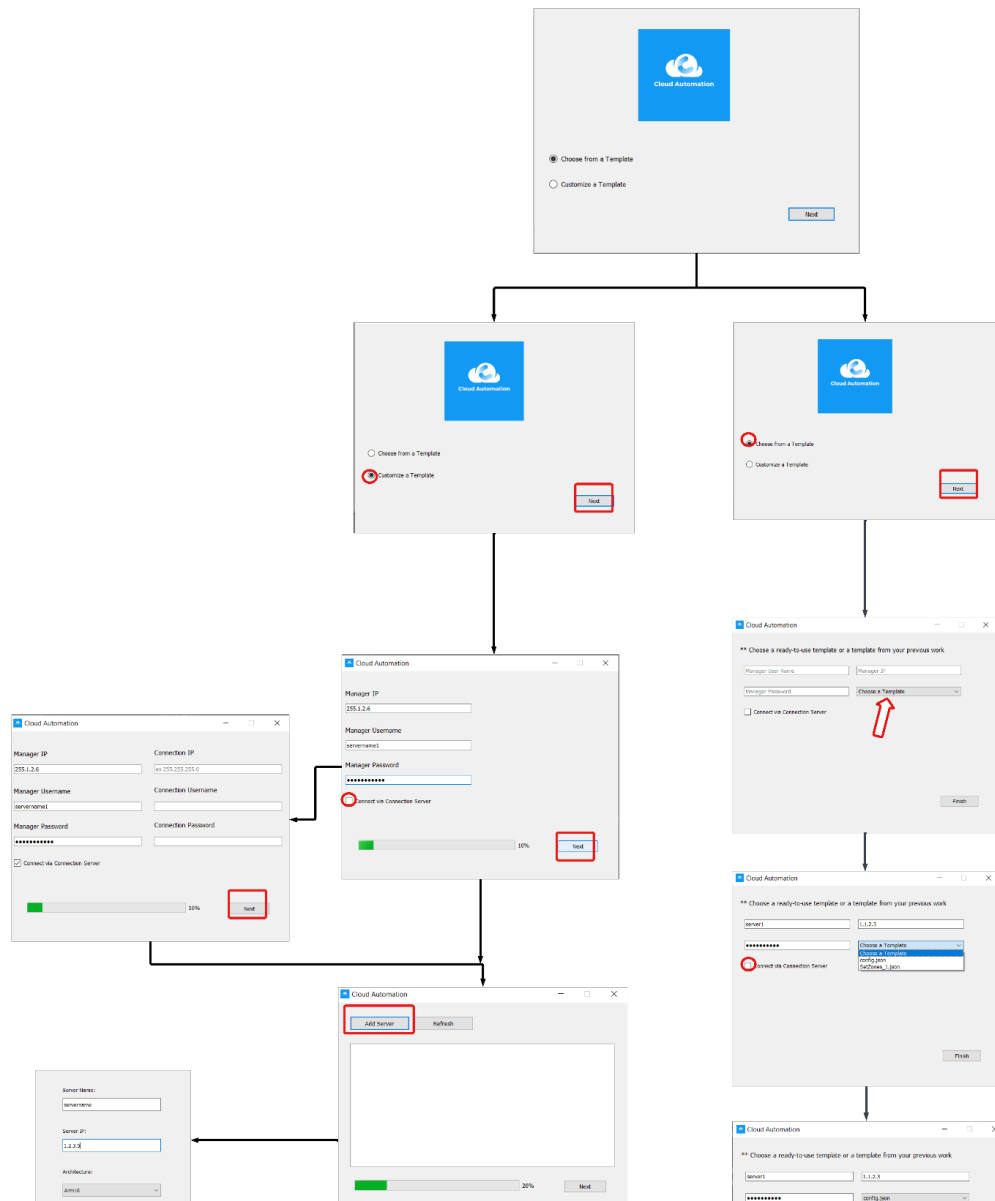 Cloud Automation
Choose from a Template
Customize a Template
Next
Cloud Automation
Choose from a Template
Customize a Template
Next
Cloud Automation
Choose from a Template
Customize a Template
Next
Cloud Automation
** Choose a ready-to-use template or a template from your previous work
Manager User Name
Manager IP
Manager Password
Choose a Template
Connect via Connection Server
Finish
Cloud Automation
Manager IP
255.1.2.6
Manager Username
servername1
Manager Password
•••••••••••
Connect via Connection Server
10%
Next
Cloud Automation
Manager IP
Connection IP
255.1.2.6
ex 255.255.255.0
Manager Username
Connection Username
servername1
Manager Password
Connection Password
•••••••••••
Connect via Connection Server
10%
Next
Cloud Automation
** Choose a ready-to-use template or a template from your previous work
server1
1.1.2.3
••••••••••
Choose a Template
Choose a Template
config.json
SetZones_1.json
Connect via Connection Server
Finish
Cloud Automation
Add Server
Refresh
20%
Next
Server Name:
servername
Server IP:
1.2.3.5
Architecture:
Cloud Automation
** Choose a ready-to-use template or a template from your previous work
server1
1.1.2.3
••••••••••
config.json